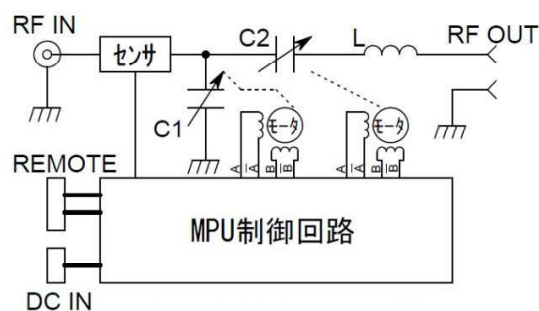 RF IN
センサ
C2
L
RF OUT
C1
モータ
モータ
A
A̅
B
B̅
A
A̅
B
B̅
REMOTE
MPU制御回路
DC IN